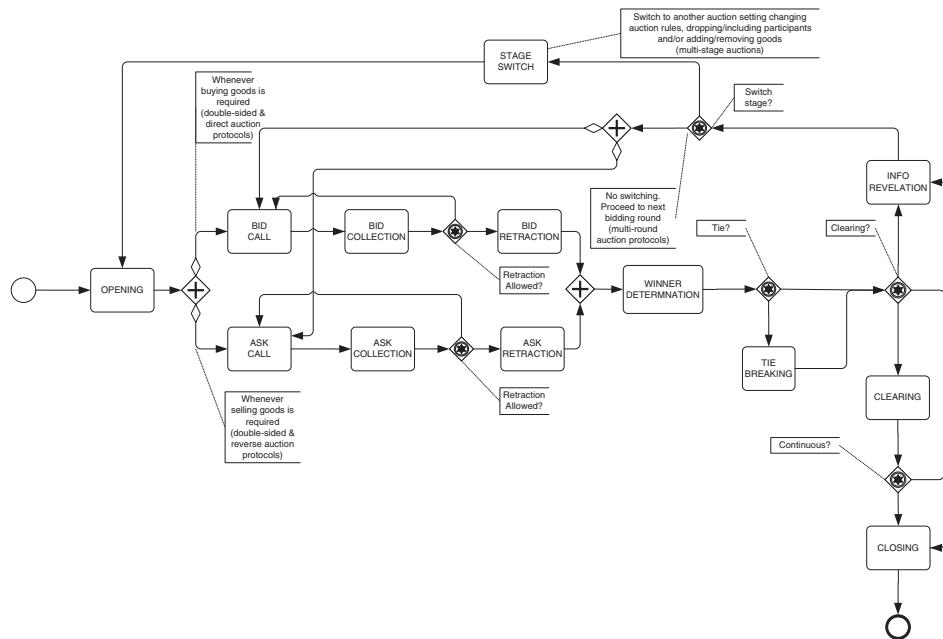 Switch to another auction setting changing
auction rules, dropping/including participants
and/or adding/removing goods
(multi-stage auctions)
STAGE
SWITCH
Whenever
buying goods is
required
(double-sided &
direct auction
protocols)
Switch
stage?
No switching.
Proceed to next
bidding round
(multi-round
auction protocols)
INFO
REVELATION
BID
CALL
BID
COLLECTION
BID
RETRACTION
Tie?
Clearing?
Retraction
Allowed?
OPENING
WINNER
DETERMNATION
ASK
CALL
ASK
COLLECTION
ASK
RETRACTION
TIE
BREAKING
Retraction
Allowed?
CLEARING
Whenever
selling goods is
required
(double-sided &
reverse auction
protocols)
Continuous?
CLOSING